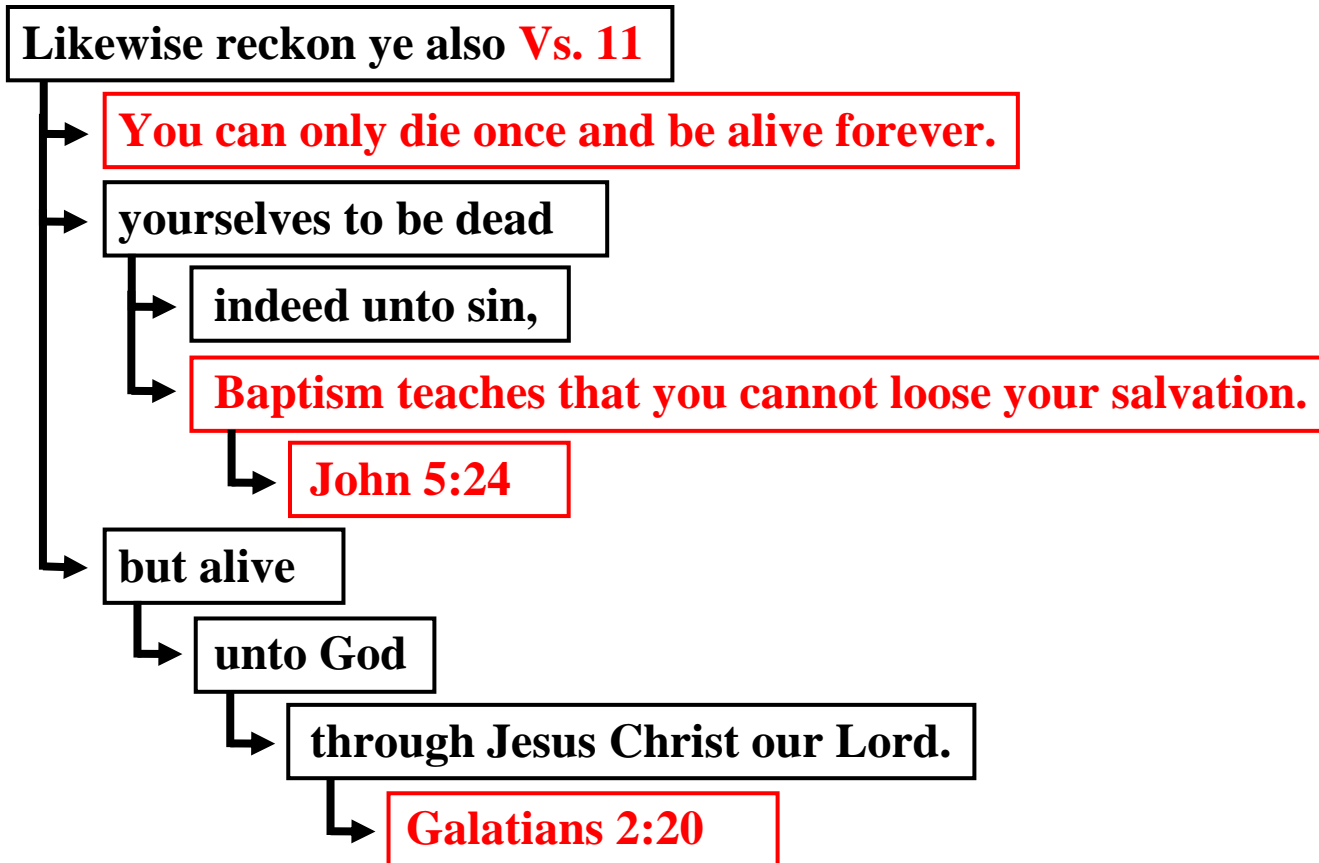 Likewise reckon ye also Vs. 11
You can only die once and be alive forever.
yourselves to be dead
indeed unto sin,
Baptism teaches that you cannot loose your salvation.
John 5:24
but alive
unto God
through Jesus Christ our Lord.
Galatians 2:20